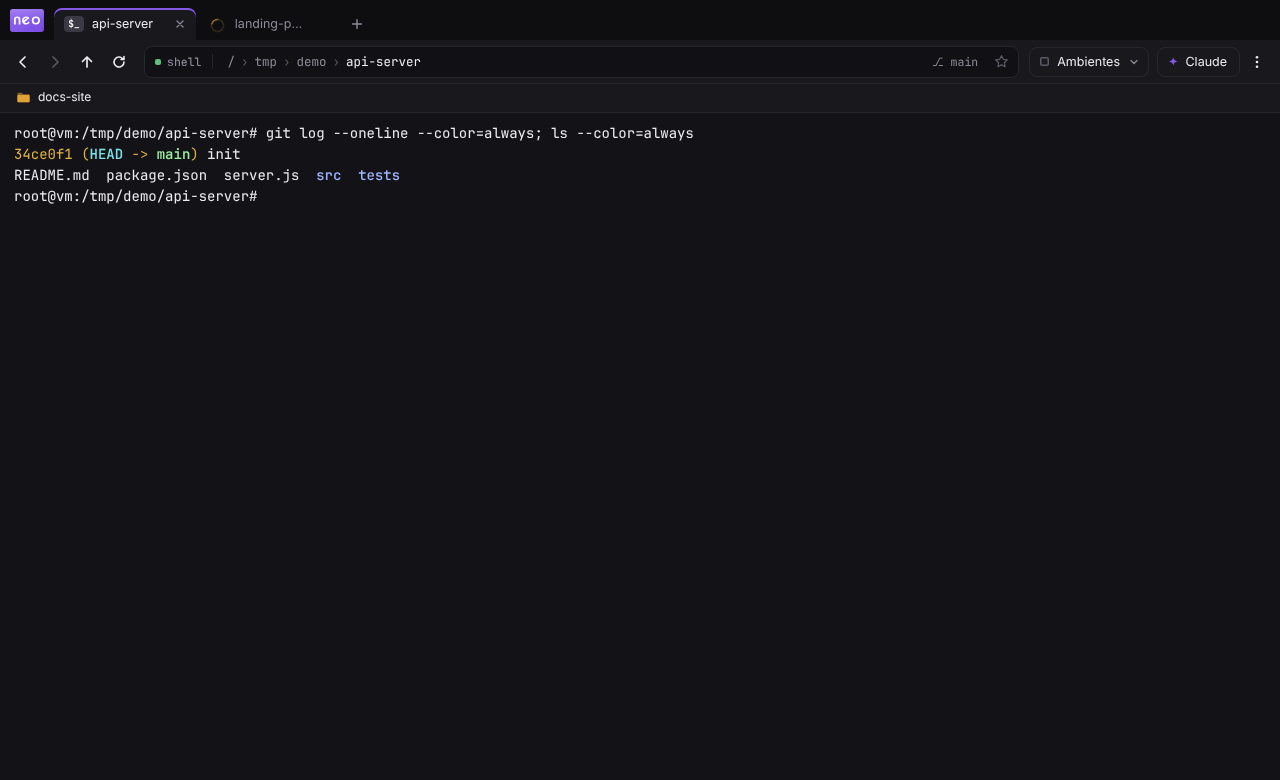 neo
$_ api-server
landing-p...
shell / › tmp › demo › api-server
main
Ambientes
Claude
docs-site
root@vm:/tmp/demo/api-server# git log --oneline --color=always; ls --color=always
34ce0f1 (HEAD -> main) init
README.md  package.json  server.js  src  tests
root@vm:/tmp/demo/api-server#